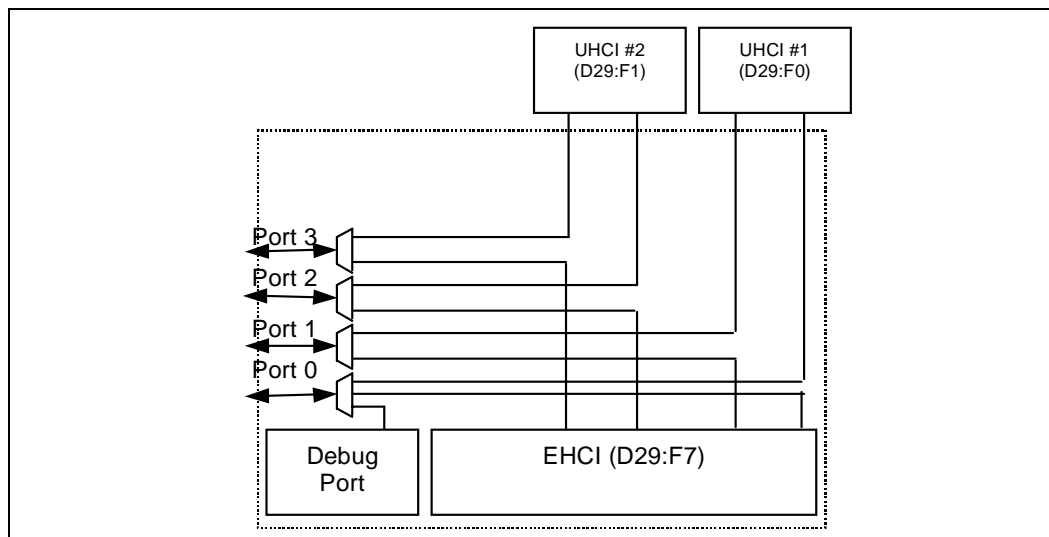 UHCI #2
(D29:F1)
UHCI #1
(D29:F0)
Port 3
Port 2
Port 1
Port 0
Debug
Port
EHCI (D29:F7)